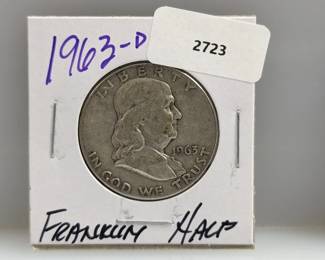 1963-D
2723
LIBERTY
1963
IN GOD WE TRUST
FRANKLIN HALF